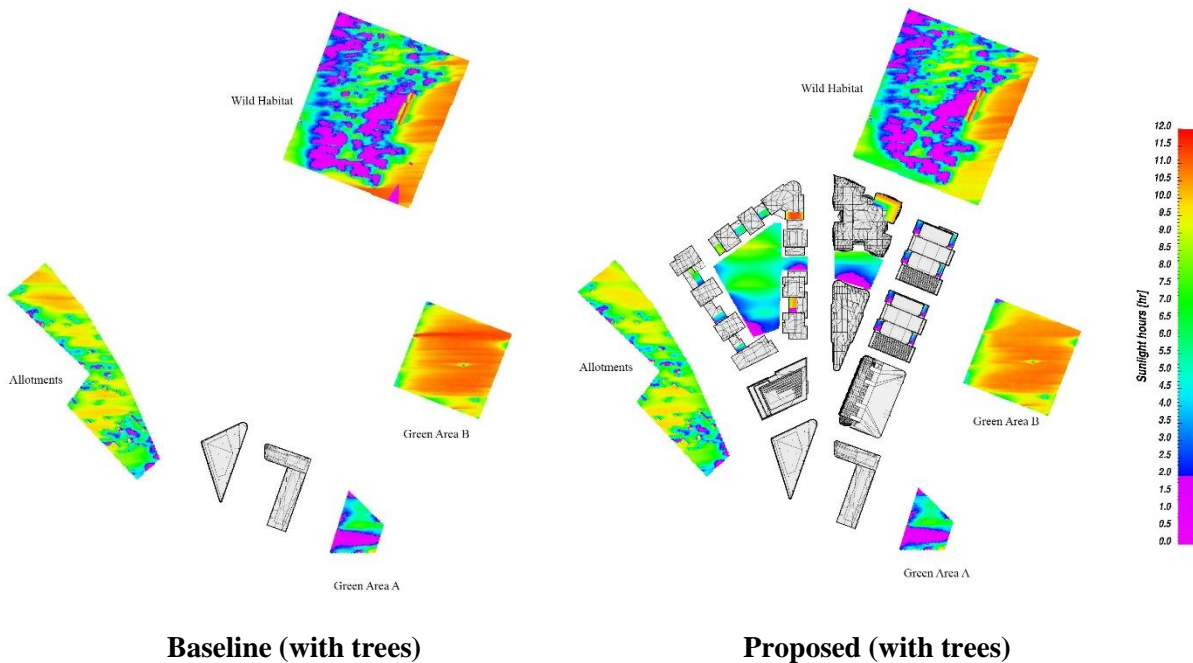 Wild Habitat
Allotments
Green Area B
Green Area A
Baseline (with trees)
Wild Habitat
Allotments
Green Area B
Green Area A
Proposed (with trees)
12.0
11.5
11.0
10.5
10.0
9.5
9.0
8.5
8.0
7.5
7.0
6.5
6.0
5.5
5.0
4.5
4.0
3.5
3.0
2.5
2.0
1.5
1.0
0.5
0.0
Sunlight hours [hr]